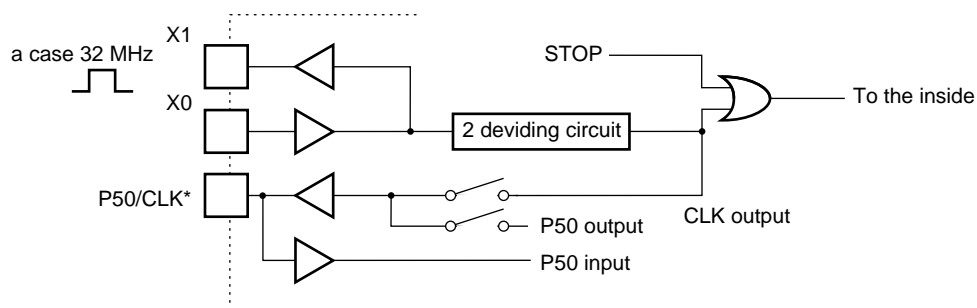 X1
a case 32 MHz
STOP
X0
To the inside
2 deviding circuit
P50/CLK*
CLK output
P50 output
P50 input